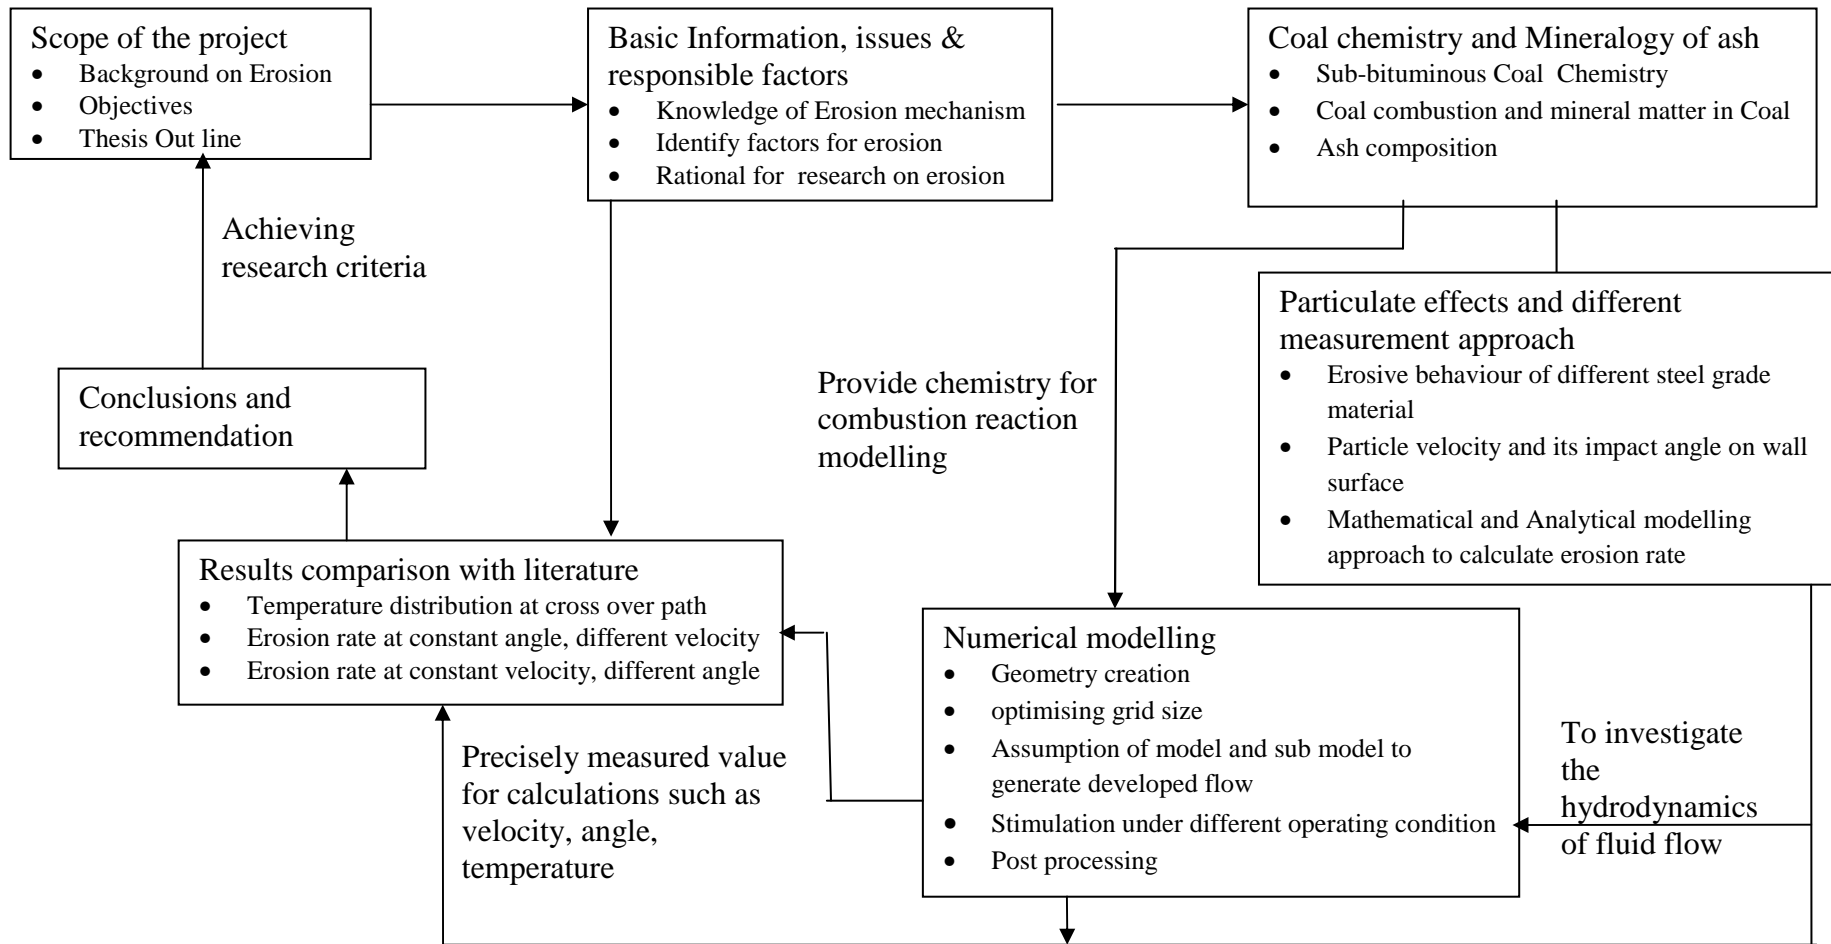 Scope of the project
• Background on Erosion
• Objectives
• Thesis Out line
Basic Information, issues &
responsible factors
• Knowledge of Erosion mechanism
• Identify factors for erosion
• Rational for research on erosion
Coal chemistry and Mineralogy of ash
• Sub-bituminous Coal Chemistry
• Coal combustion and mineral matter in Coal
• Ash composition
Achieving
research criteria
Particulate effects and different
measurement approach
• Erosive behaviour of different steel grade
material
• Particle velocity and its impact angle on wall
surface
• Mathematical and Analytical modelling
approach to calculate erosion rate
Provide chemistry for
combustion reaction
modelling
Conclusions and
recommendation
Results comparison with literature
• Temperature distribution at cross over path
• Erosion rate at constant angle, different velocity
• Erosion rate at constant velocity, different angle
Numerical modelling
• Geometry creation
• optimising grid size
• Assumption of model and sub model to
generate developed flow
• Stimulation under different operating condition
• Post processing
To investigate
the
hydrodynamics
of fluid flow
Precisely measured value
for calculations such as
velocity, angle,
temperature